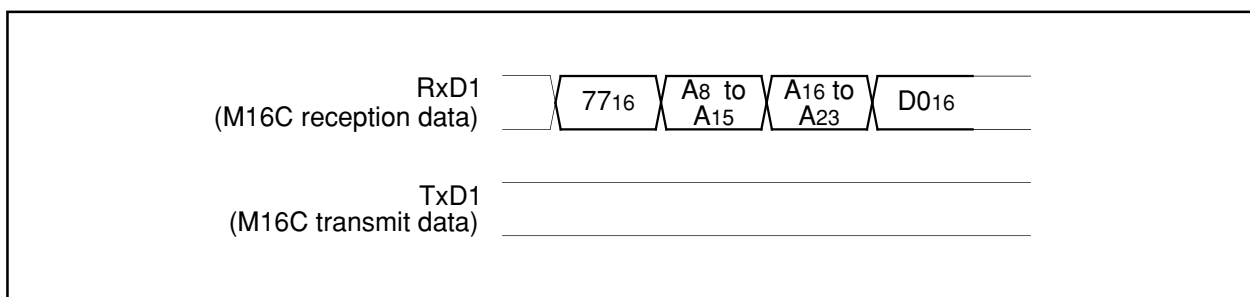 RxD1
(M16C reception data)
7716
A8 to
A15
A16 to
A23
D016
TxD1
(M16C transmit data)